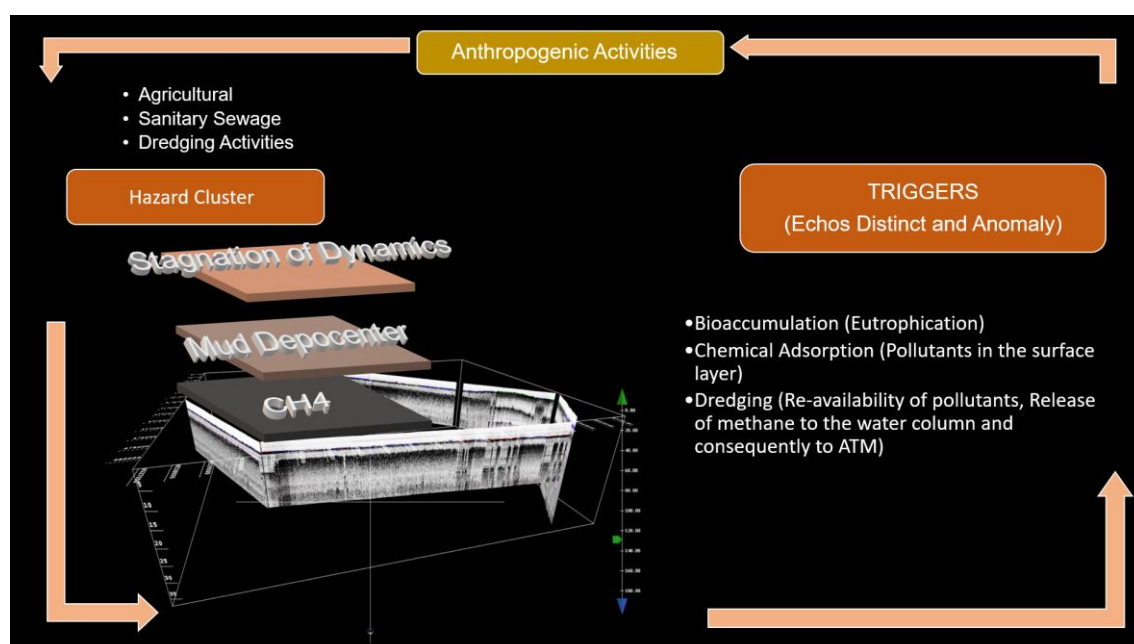 Anthropogenic Activities
• Agricultural
• Sanitary Sewage
• Dredging Activities
Hazard Cluster
TRIGGERS
(Echos Distinct and Anomaly)
Stagnation of Dynamics
Mud Depocenter
CH4
•Bioaccumulation (Eutrophication)
•Chemical Adsorption (Pollutants in the surface
layer)
•Dredging (Re-availability of pollutants, Release
of methane to the water column and
consequently to ATM)